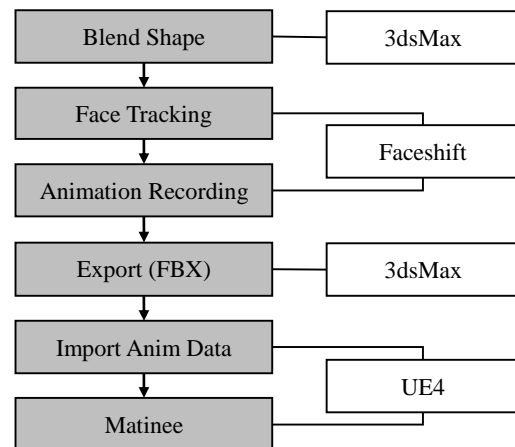 Blend Shape
3dsMax
Face Tracking
Faceshift
Animation Recording
Export (FBX)
3dsMax
Import Anim Data
UE4
Matinee